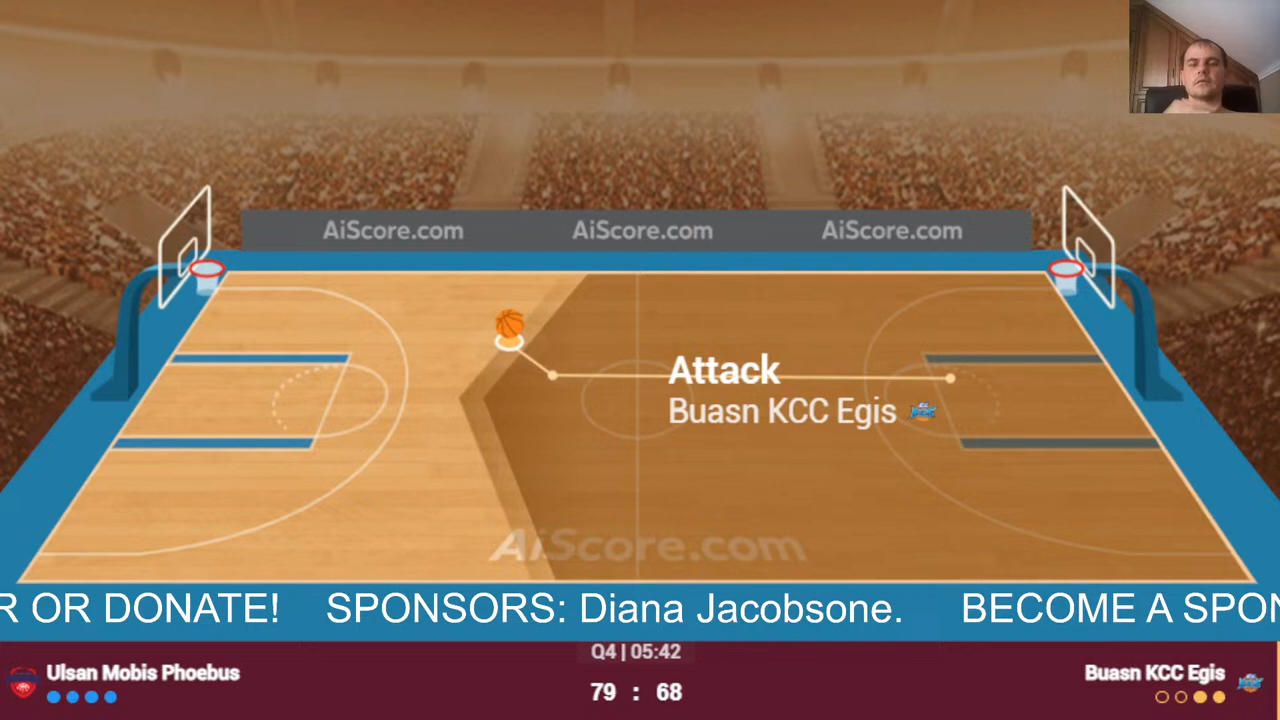 AiScore.com AiScore.com AiScore.com
Attack
Buasn KCC Egis
AiScore.com
R OR DONATE! SPONSORS: Diana Jacobsone. BECOME A SPON
Q4 | 05:42
Ulsan Mobis Phoebus
Buasn KCC Egis
79 : 68